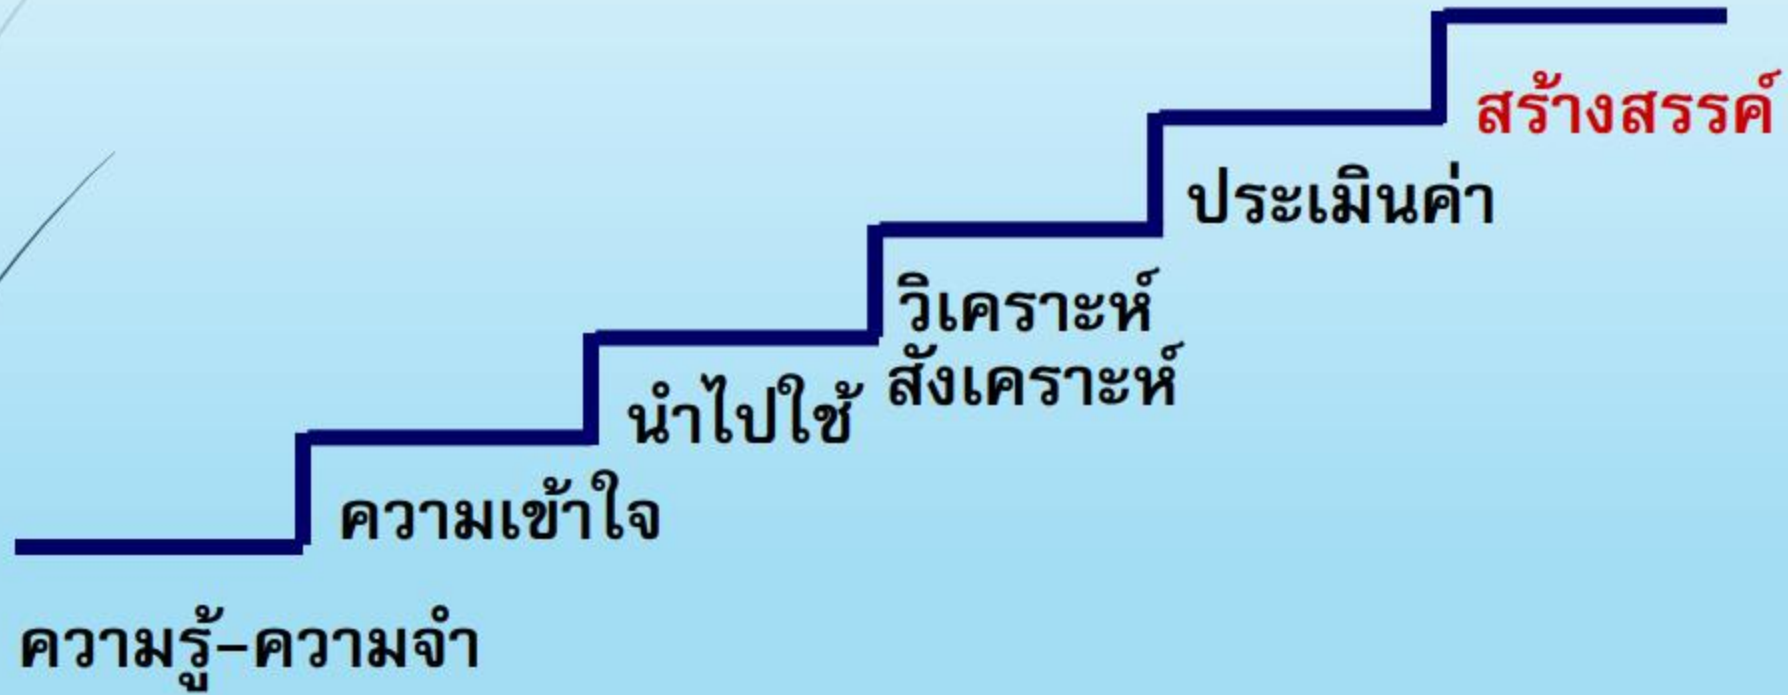 สร้างสรรค์
ประเมินค่า
วิเคราะห์
สังเคราะห์
นำไปใช้
ความเข้าใจ
ความรู้-ความจำ